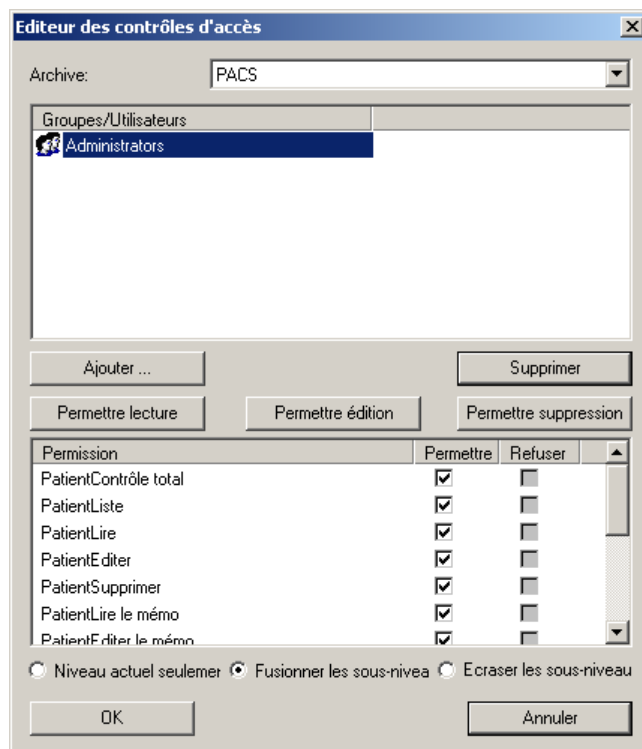 Editeur des contrôles d'accès
Archive: PACS
Groupes/Utilisateurs
Administrators
Ajouter ... Supprimer
Permettre lecture Permettre édition Permettre suppression
Permission Permettre Refuser
PatientContrôle total
PatientListe
PatientLire
PatientEditer
PatientSupprimer
PatientLire le mémo
PatientEditer le mémo
Niveau actuel seulemer Fusionner les sous-nivea Ecraser les sous-niveau
OK Annuler